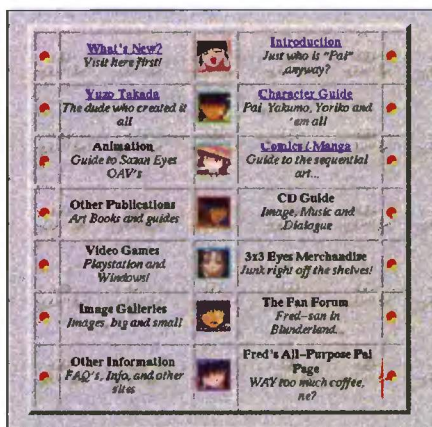 What's New?
Visit here first!
Introduction
Just who is "Pai"
anyway?
Yuzo Takada
The dude who created it
all
Character Guide
Pai, Yakumo, Yoriko and
'em all
Animation
Guide to Sazan Eyes
OAV's
Comics / Manga
Guide to the sequential
art...
Other Publications
Art Books and guides
CD Guide
Image, Music and
Dialogue
Video Games
Playstation and
Windows!
3x3 Eyes Merchandise
Junk right off the shelves!
Image Galleries
Images, big and small
The Fan Forum
Fred-san in
Blunderland...
Other Information
FAQ's, Info, and other
sites
Fred's All-Purpose Pai
Page
WAY too much coffee,
ne?